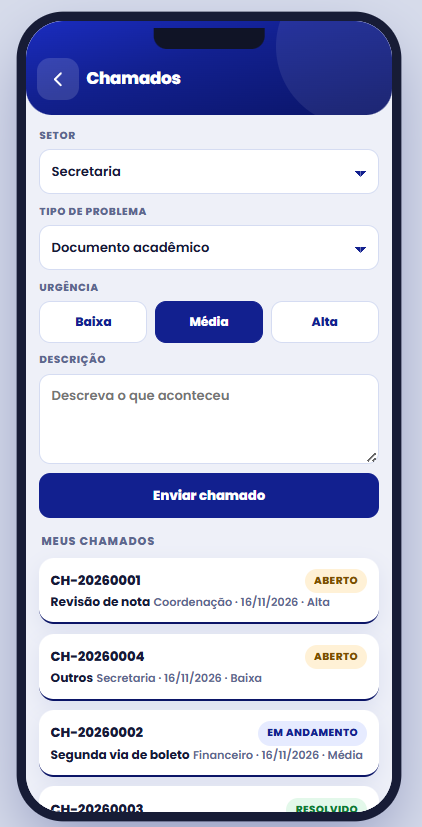 Chamados
SETOR
Secretaria
TIPO DE PROBLEMA
Documento acadêmico
URGÊNCIA
Baixa Média Alta
DESCRIÇÃO
Descreva o que aconteceu
Enviar chamado
MEUS CHAMADOS
CH-20260001 ABERTO
Revisão de nota Coordenação · 16/11/2026 · Alta
CH-20260004 ABERTO
Outros Secretaria · 16/11/2026 · Baixa
CH-20260002 EM ANDAMENTO
Segunda via de boleto Financeiro · 16/11/2026 · Média
CH-20260003 RESOLVIDO